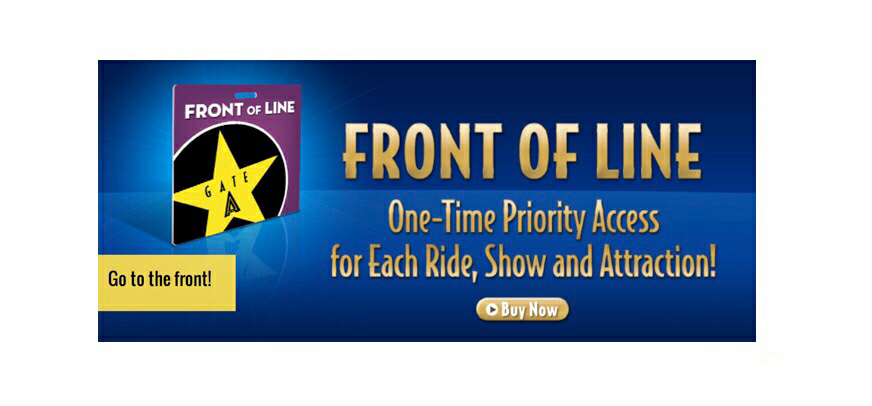 FRONT OF LINE
GATE
A
Go to the front!
FRONT OF LINE
One-Time Priority Access
for Each Ride, Show and Attraction!
Buy Now